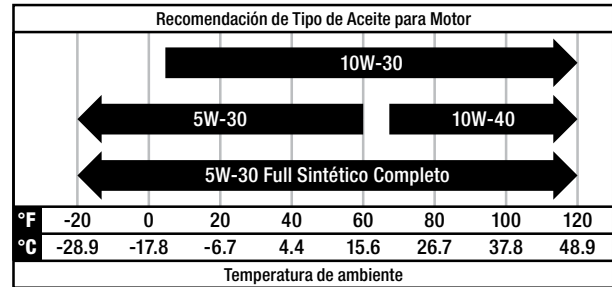 Recomendación de Tipo de Aceite para Motor
10W-30
5W-30 10W-40
5W-30 Full Sintético Completo
°F -20 0 20 40 60 80 100 120
°C -28.9 -17.8 -6.7 4.4 15.6 26.7 37.8 48.9
Temperatura de ambiente